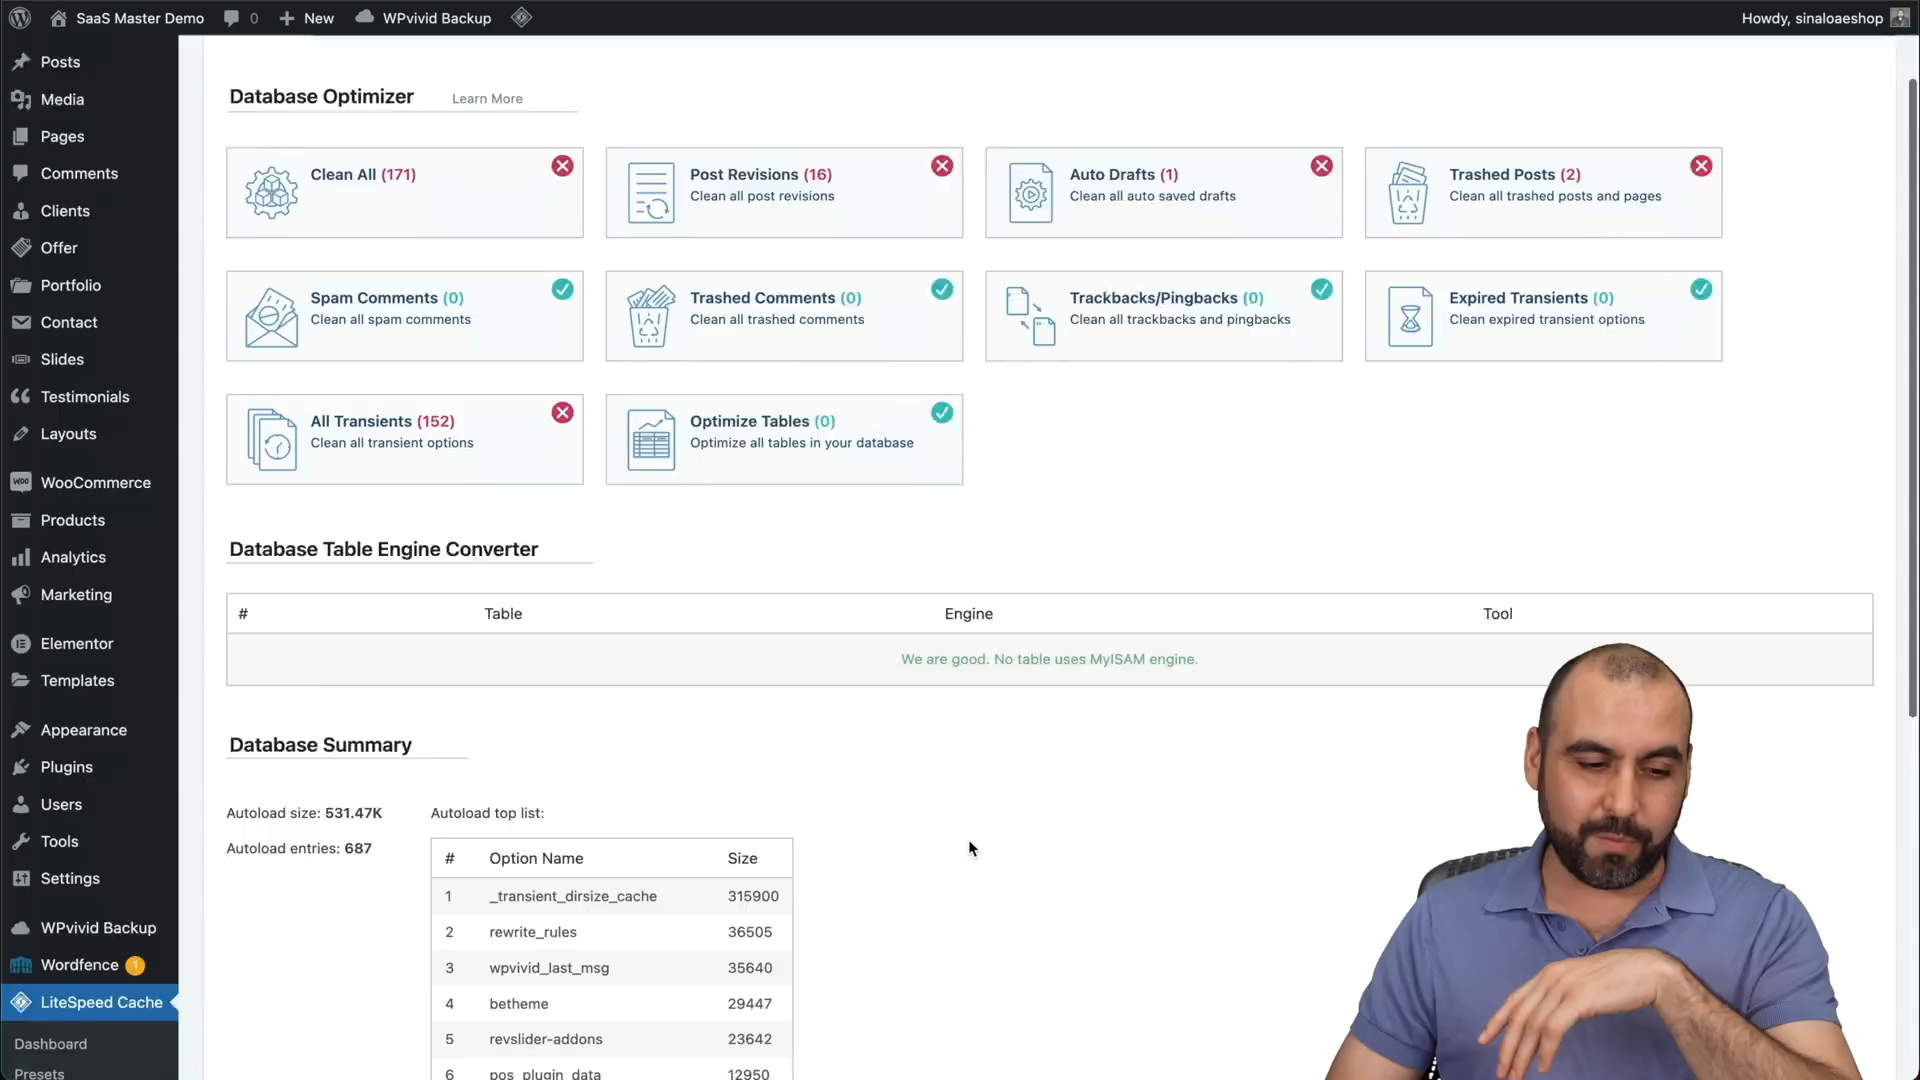 SaaS Master Demo 0 New WPvivid Backup Howdy, sinaloaeshop
Posts
Media
Pages
Comments
Clients
Offer
Portfolio
Contact
Slides
Testimonials
Layouts
WOO WooCommerce
Products
Analytics
Marketing
Elementor
Templates
Appearance
Plugins
Users
Tools
Settings
WPvivid Backup
Wordfence 1
LiteSpeed Cache
Dashboard
Presets
Database Optimizer Learn More
Clean All (171)
Post Revisions (16)
Clean all post revisions
Auto Drafts (1)
Clean all auto saved drafts
Trashed Posts (2)
Clean all trashed posts and pages
Spam Comments (0)
Clean all spam comments
Trashed Comments (0)
Clean all trashed comments
Trackbacks/Pingbacks (0)
Clean all trackbacks and pingbacks
Expired Transients (0)
Clean expired transient options
All Transients (152)
Clean all transient options
Optimize Tables (0)
Optimize all tables in your database
Database Table Engine Converter
# Table Engine Tool
We are good. No table uses MyISAM engine.
Database Summary
Autoload size: 531.47K
Autoload entries: 687
Autoload top list:
# Option Name Size
1 _transient_dirsize_cache 315900
2 rewrite_rules 36505
3 wpvivid_last_msg 35640
4 betheme 29447
5 revslider-addons 23642
6 pos_plugin_data 12950